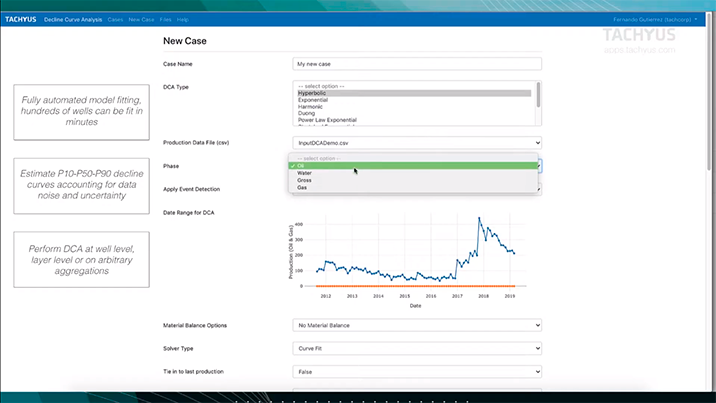 TACHYUS Decline Curve Analysis Cases New Case Files Help Fernando Gutierrez (tachcorp)
TACHYUS
apps.tachyus.com
New Case
Case Name My new case
DCA Type -- select option --
Hyperbolic
Exponential
Harmonic
Duong
Power Law Exponential
Production Data File (csv) InputDCADemo.csv
Phase -- select option --
✓ Oil
Water
Gross
Gas
Apply Event Detection
Date Range for DCA
Production (Oil & Gas)
400
300
200
100
0
2012 2013 2014 2015 2016 2017 2018 2019
Date
Material Balance Options No Material Balance
Solver Type Curve Fit
Tie in to last production False
Fully automated model fitting,
hundreds of wells can be fit in
minutes
Estimate P10-P50-P90 decline
curves accounting for data
noise and uncertainty
Perform DCA at well level,
layer level or on arbitrary
aggregations